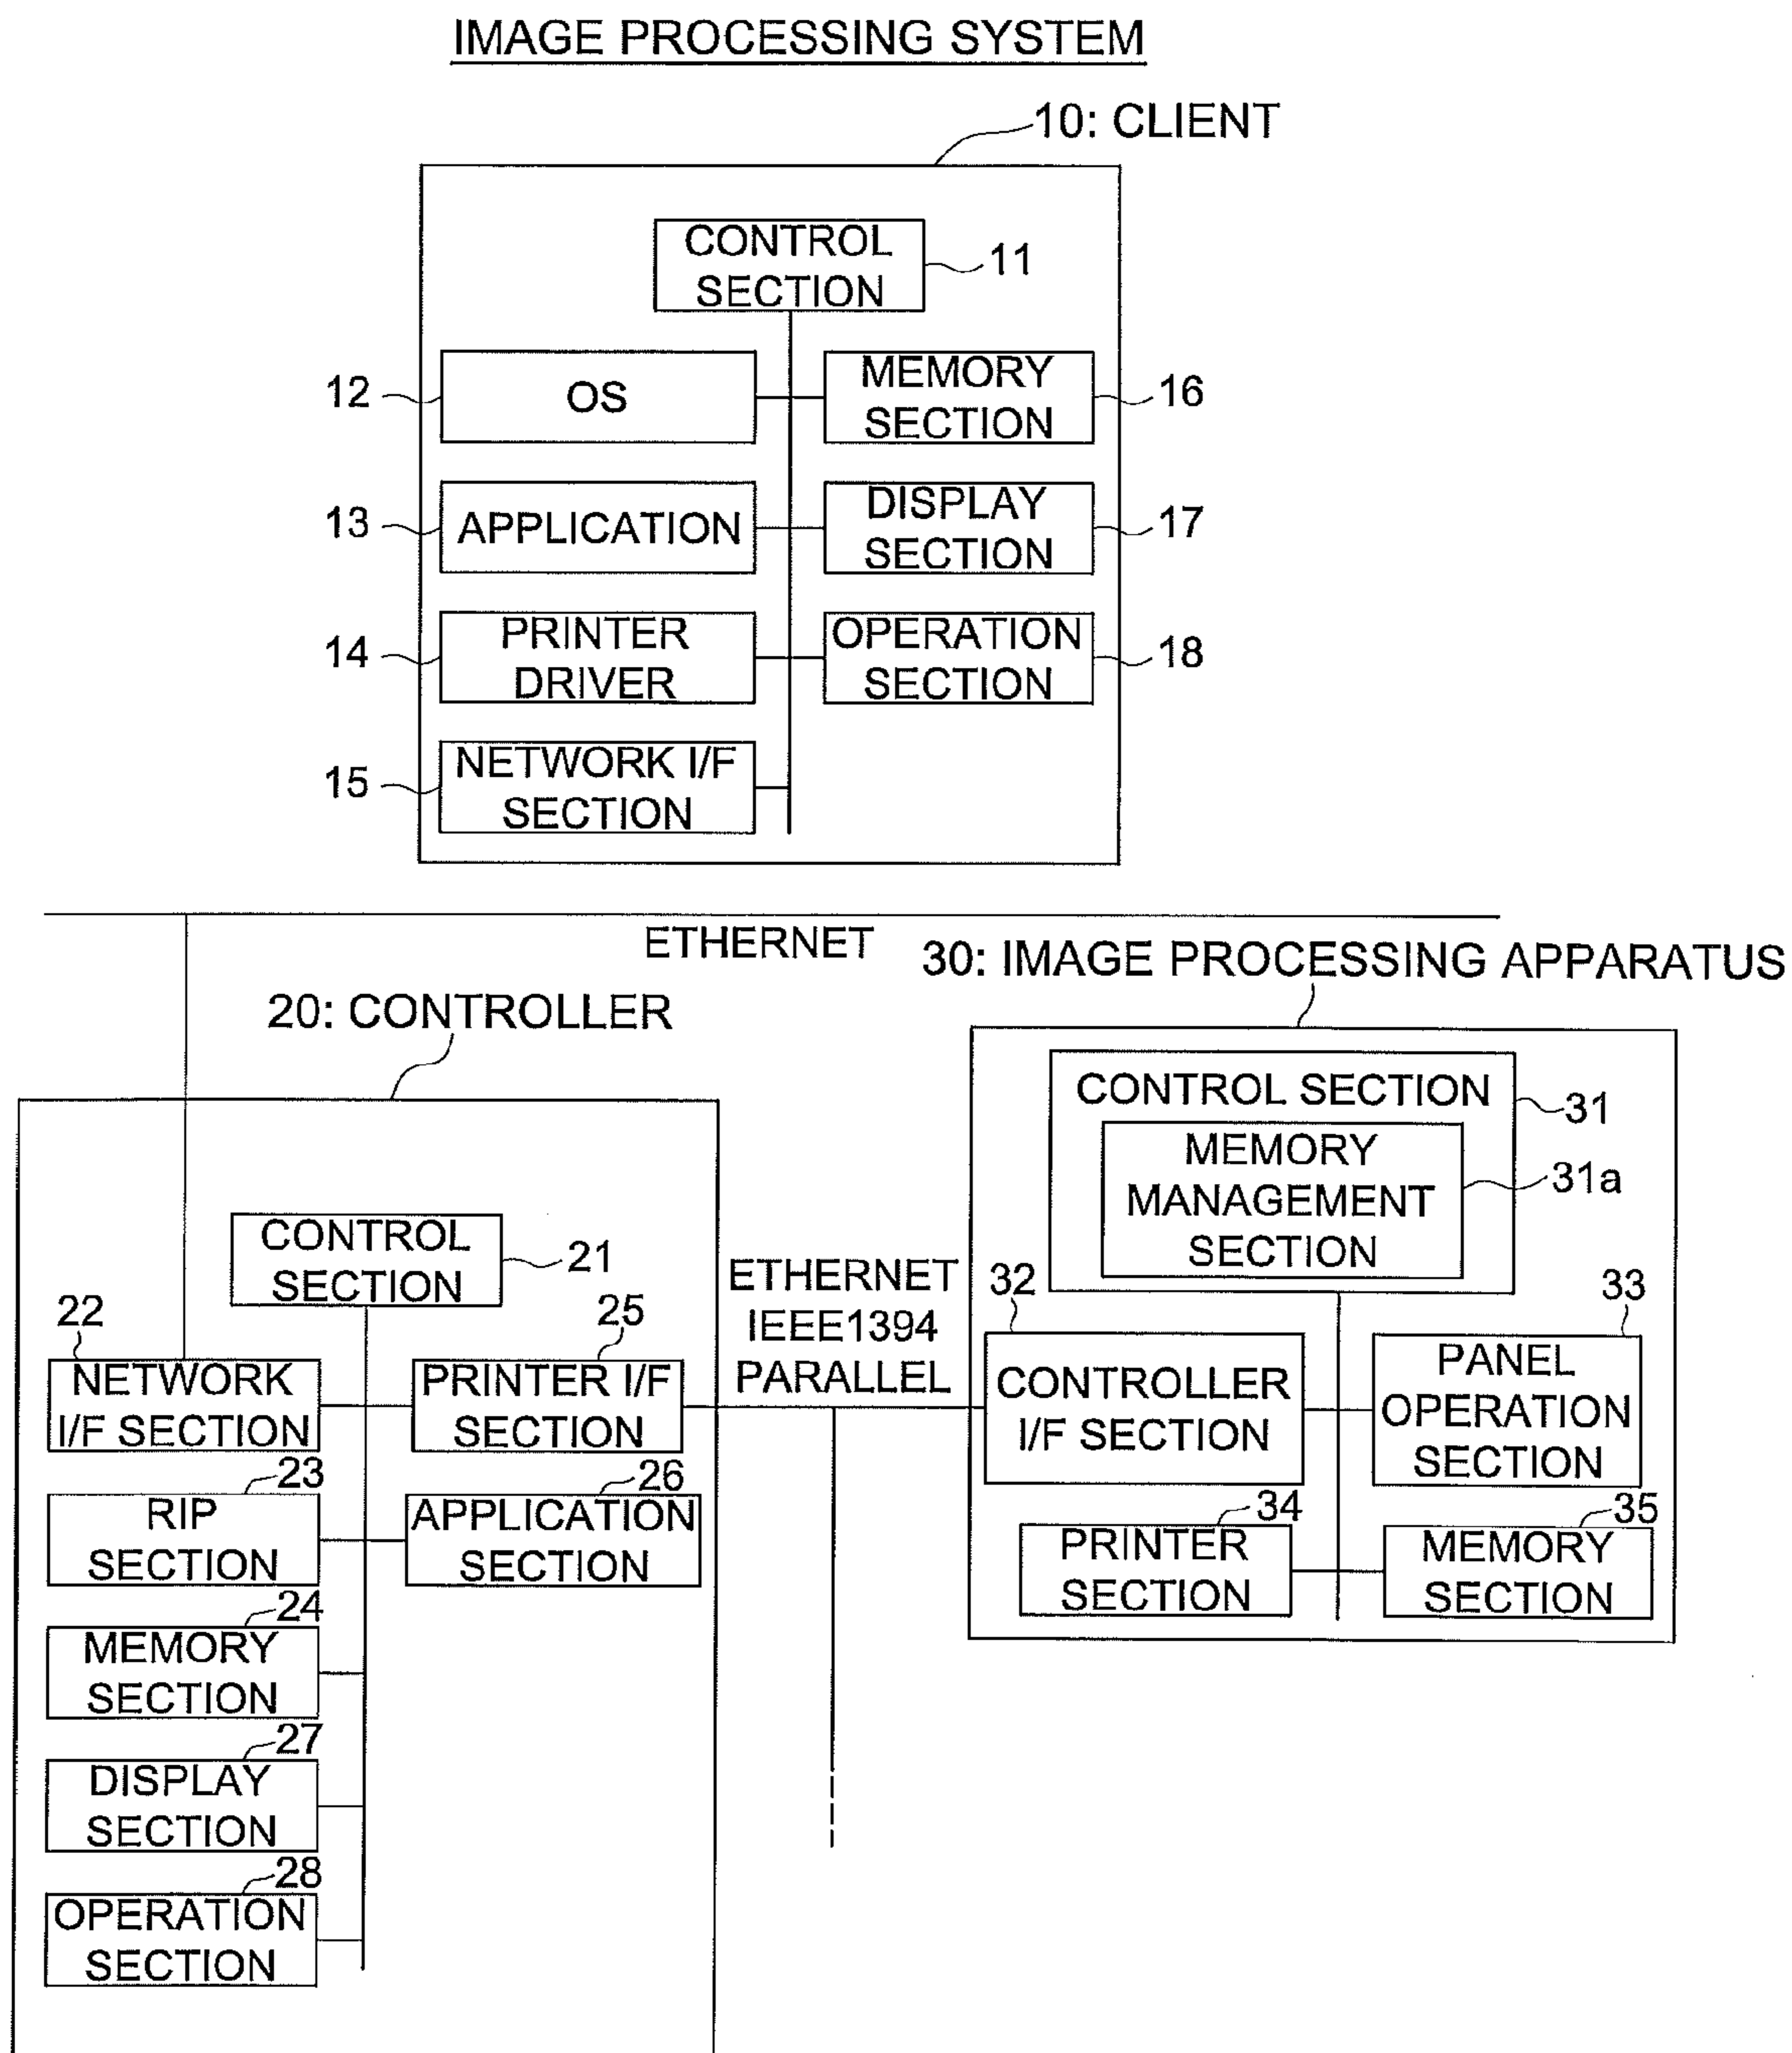 IMAGE PROCESSING SYSTEM
10: CLIENT
CONTROL
SECTION
11
12
OS
MEMORY
SECTION
16
13
APPLICATION
DISPLAY
SECTION
17
14
PRINTER
DRIVER
OPERATION
SECTION
18
15
NETWORK I/F
SECTION
ETHERNET
20: CONTROLLER
CONTROL
SECTION
21
22
NETWORK
I/F SECTION
25
PRINTER I/F
SECTION
23
RIP
SECTION
26
APPLICATION
SECTION
24
MEMORY
SECTION
27
DISPLAY
SECTION
28
OPERATION
SECTION
ETHERNET
IEEE1394
PARALLEL
30: IMAGE PROCESSING APPARATUS
CONTROL SECTION
31
MEMORY
MANAGEMENT
SECTION
31a
32
CONTROLLER
I/F SECTION
33
PANEL
OPERATION
SECTION
34
PRINTER
SECTION
35
MEMORY
SECTION